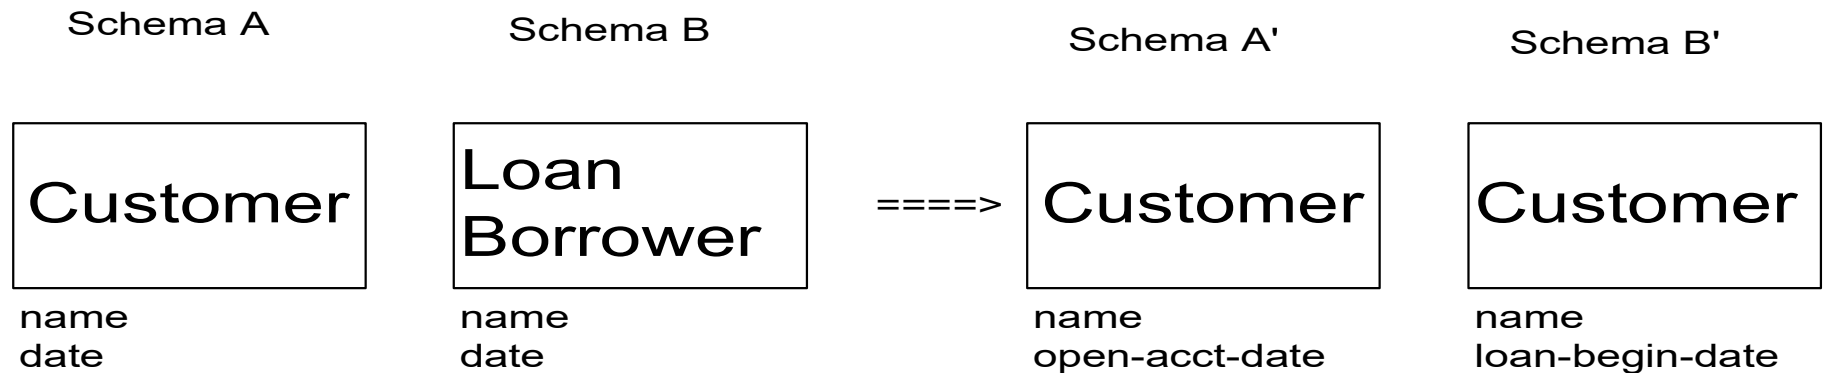 Schema A
Schema B
Schema A'
Schema B'
Customer
Loan
Borrower
====>
Customer
Customer
name
date
name
date
name
open-acct-date
name
loan-begin-date